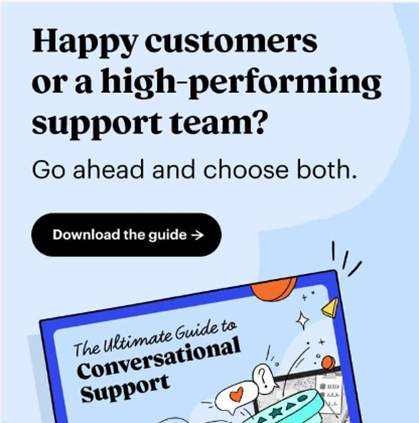 Happy customers
or a high-performing
support team?
Go ahead and choose both.
Download the guide →
The Ultimate Guide to
Conversational
Support